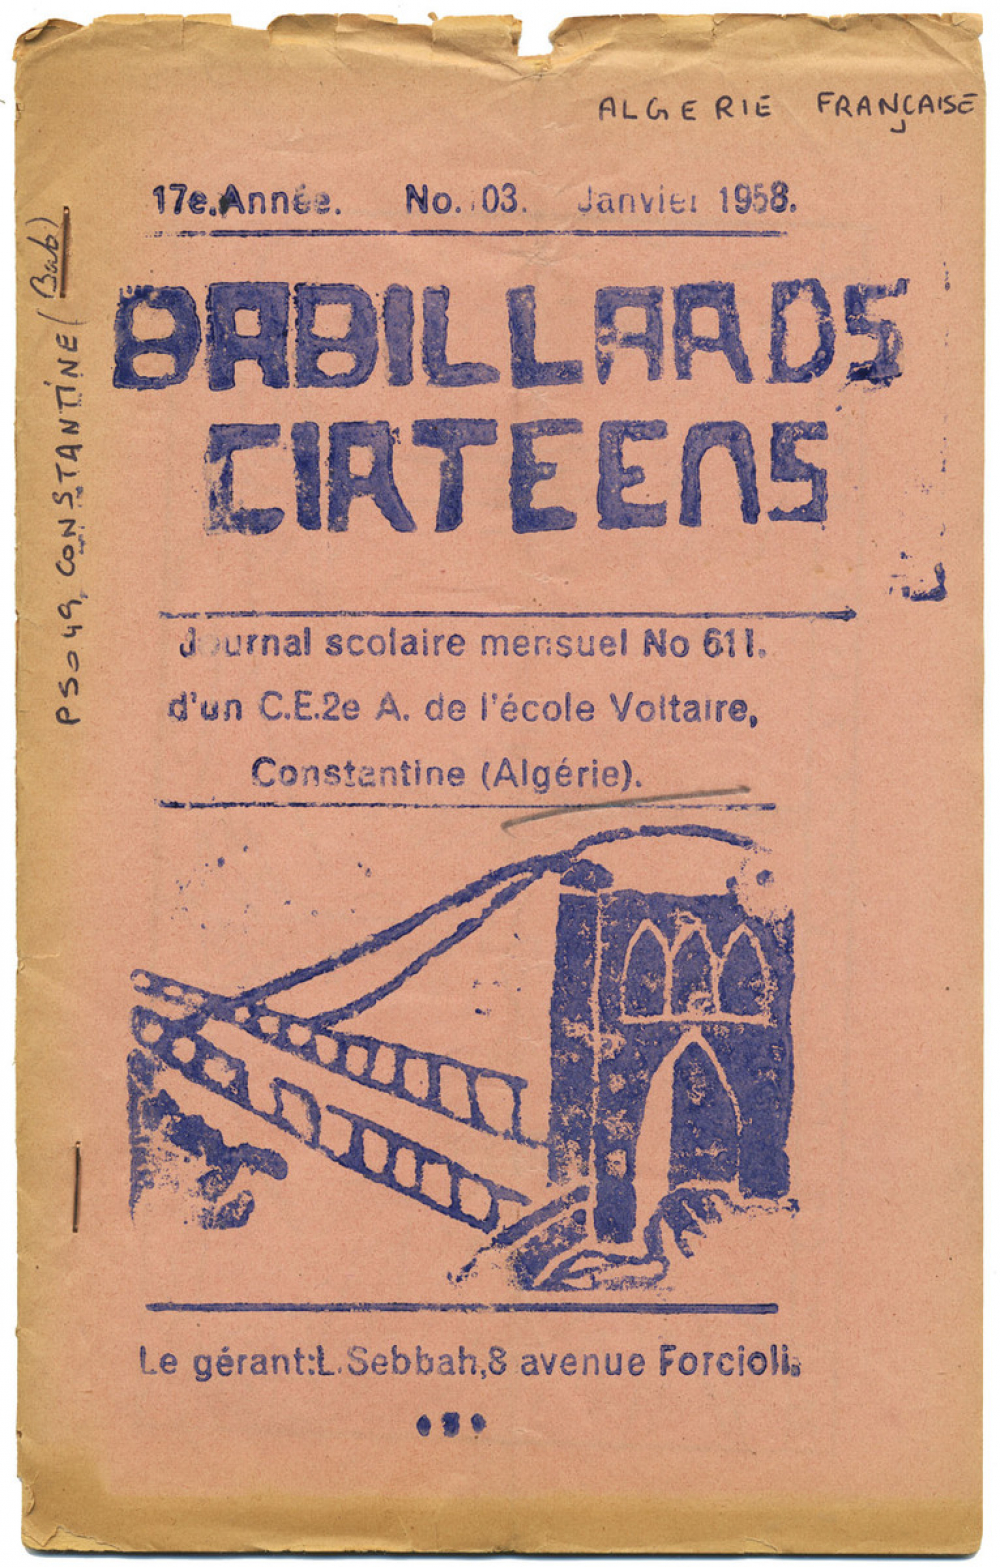 ALGERIE FRANÇAISE
17e.Année. No. 03. Janvier 1958.
BABILLARDS
CIRTEENS
Journal scolaire mensuel No 611.
d'un C.E.2e A. de l'école Voltaire,
Constantine (Algérie).
Le gérant:L.Sebbah,8 avenue Forcioli.
CONSTANTINE (Bab)